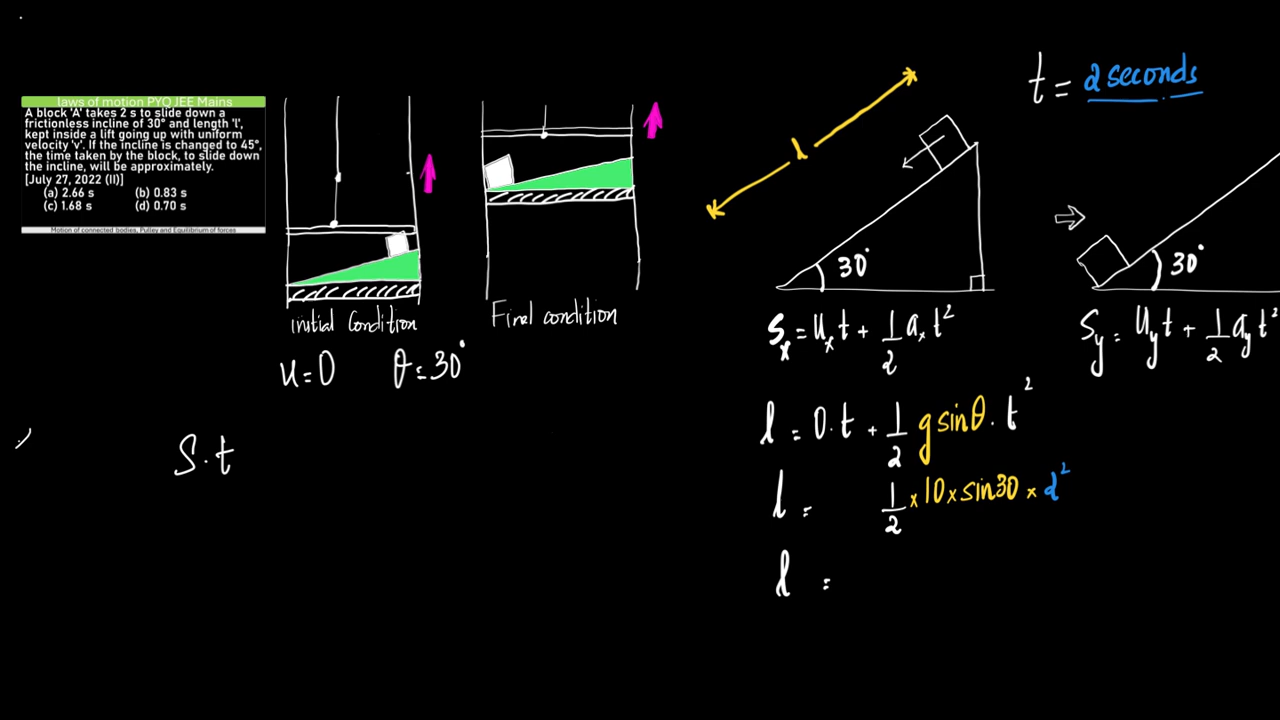 laws of motion PYQ JEE Mains
A block 'A' takes 2 s to slide down a
frictionless incline of 30° and length 'l',
kept inside a lift going up with uniform
velocity 'v'. If the incline is changed to 45°,
the time taken by the block, to slide down
the incline, will be approximately.
[July 27, 2022 (II)]
(a) 2.66 s (b) 0.83 s
(c) 1.68 s (d) 0.70 s
Motion of connected bodies, Pulley and Equilibrium of forces
initial Condition
Final condition
u = 0 θ = 30°
S.t
t = 2 seconds
l
30°
30°
Sₓ = uₓt + 1/2 aₓt²
S_y = u_y t + 1/2 a_y t²
l = 0.t + 1/2 g sinθ. t²
l = 1/2 × 10 × sin30 × 2²
l =